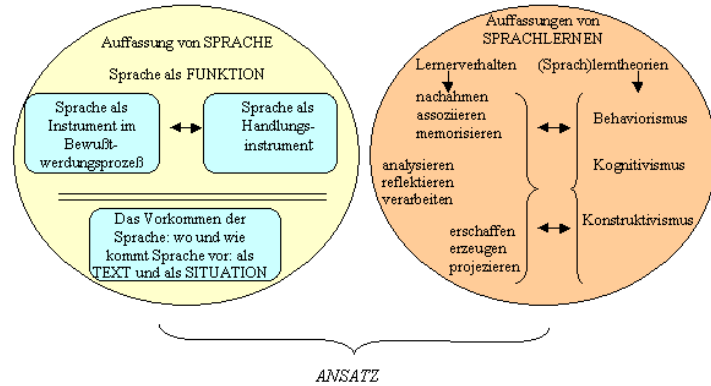 Auffassung von SPRACHE
Sprache als FUNKTION
Sprache als
Instrument im
Bewußt-
werdungsprozeß
Sprache als
Handlungs-
instrument
Das Vorkommen der
Sprache: wo und wie
kommt Sprache vor: als
TEXT und als SITUATION
Auffassungen von
SPRACHLERNEN
Lernerverhalten
(Sprach)lerntheorien
nachahmen
assoziieren
memorisieren
Behaviorismus
analysieren
reflektieren
verarbeiten
Kognitivismus
erschaffen
erzeugen
projezieren
Konstruktivismus
ANSATZ